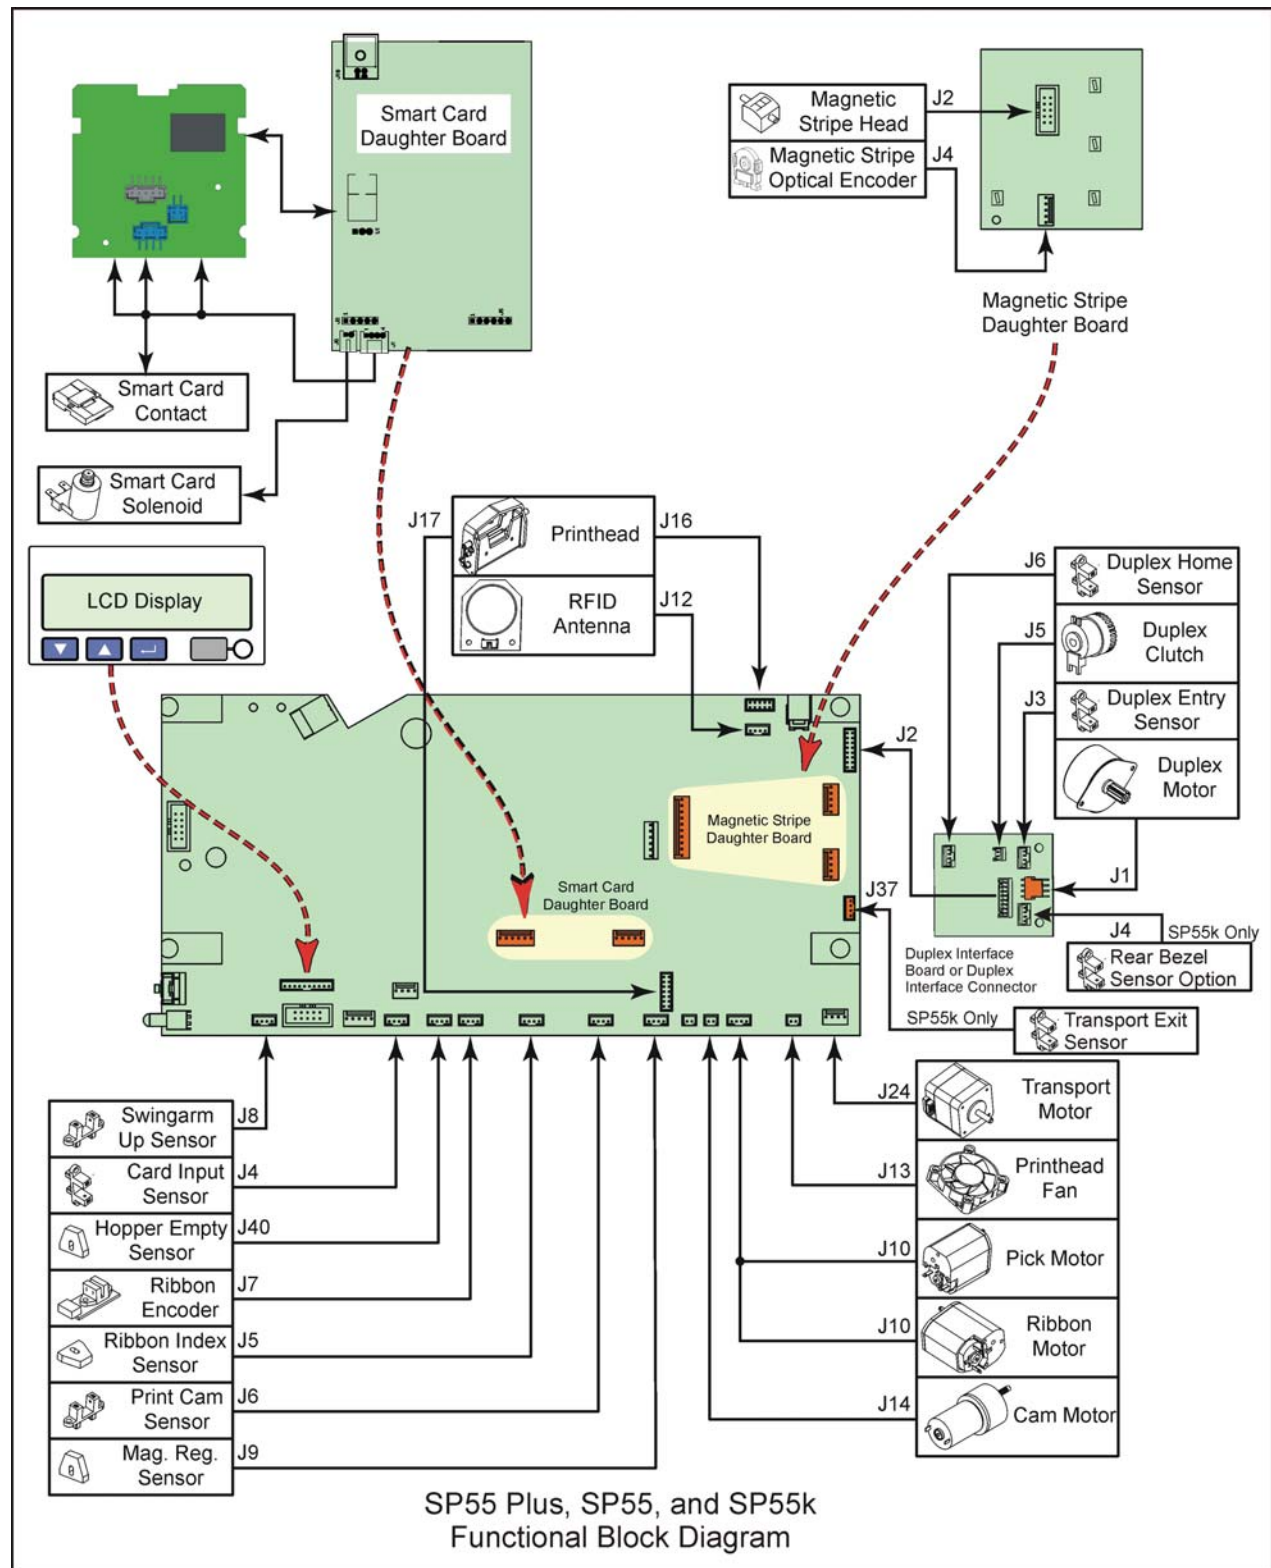 Smart Card
Daughter Board
Magnetic
Stripe Head
J2
Magnetic Stripe
Optical Encoder
J4
Magnetic Stripe
Daughter Board
Smart Card
Contact
Smart Card
Solenoid
LCD Display
J17
Printhead
J16
RFID
Antenna
J12
J6
Duplex Home
Sensor
J5
Duplex
Clutch
J3
Duplex Entry
Sensor
J2
Duplex
Motor
Magnetic Stripe
Daughter Board
J1
Smart Card
Daughter Board
J37
J4
SP55k Only
Duplex Interface
Board or Duplex
Interface Connector
Rear Bezel
Sensor Option
SP55k Only
Transport Exit
Sensor
Swingarm
Up Sensor
J8
Card Input
Sensor
J4
Hopper Empty
Sensor
J40
Ribbon
Encoder
J7
Ribbon Index
Sensor
J5
Print Cam
Sensor
J6
Mag. Reg.
Sensor
J9
J24
Transport
Motor
J13
Printhead
Fan
J10
Pick Motor
J10
Ribbon
Motor
J14
Cam Motor
SP55 Plus, SP55, and SP55k
Functional Block Diagram